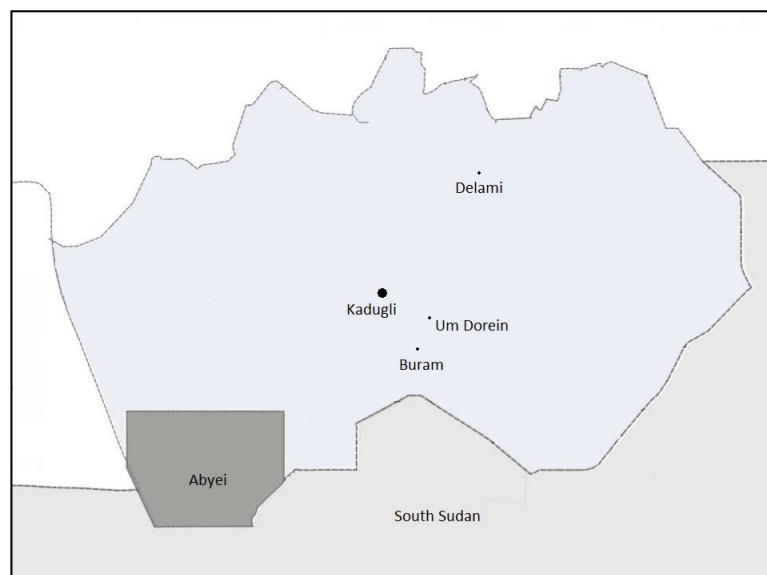 Delami
Kadugli
Um Dorein
Buram
Abyei
South Sudan